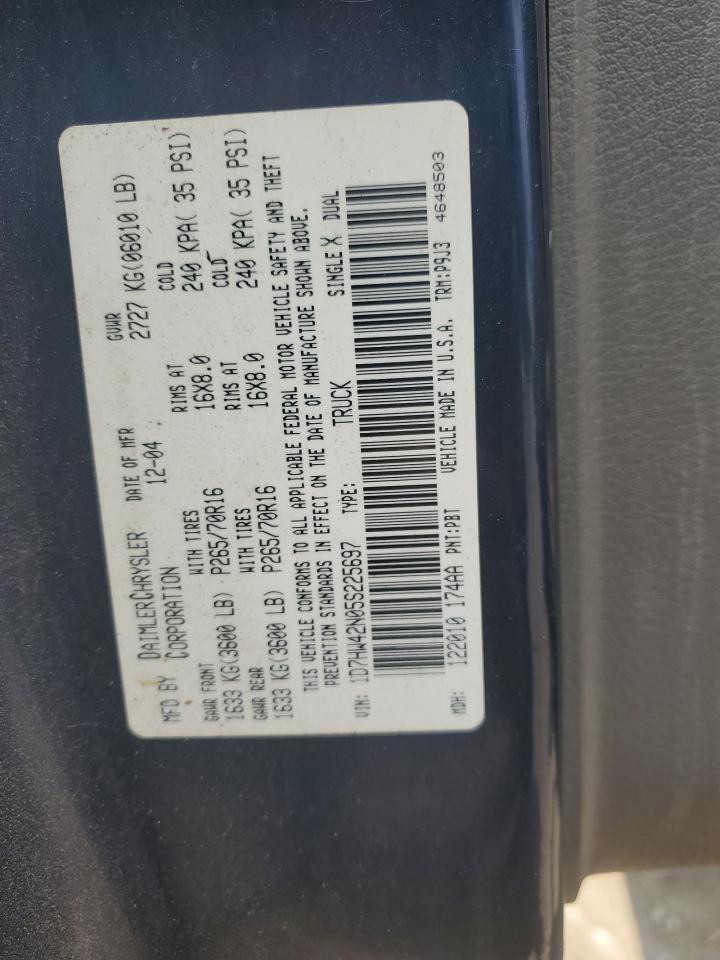 MFD BY DAIMLERCHRYSLER CORPORATION DATE OF MFR 12-04 GVWR 2727 KG(06010 LB)
GAWR FRONT WITH TIRES RIMS AT COLD
1633 KG(3600 LB) P265/70R16 16X8.0 240 KPA( 35 PSI)
GAWR REAR WITH TIRES RIMS AT COLD
1633 KG(3600 LB) P265/70R16 16X8.0 240 KPA( 35 PSI)
THIS VEHICLE CONFORMS TO ALL APPLICABLE FEDERAL MOTOR VEHICLE SAFETY AND THEFT
PREVENTION STANDARDS IN EFFECT ON THE DATE OF MANUFACTURE SHOWN ABOVE.
VIN: 1D7HW42N05S225697 TYPE: TRUCK SINGLE X DUAL
MDH: 122010 174AA PNT:PBT VEHICLE MADE IN U.S.A. TRM:P9J3
4648503